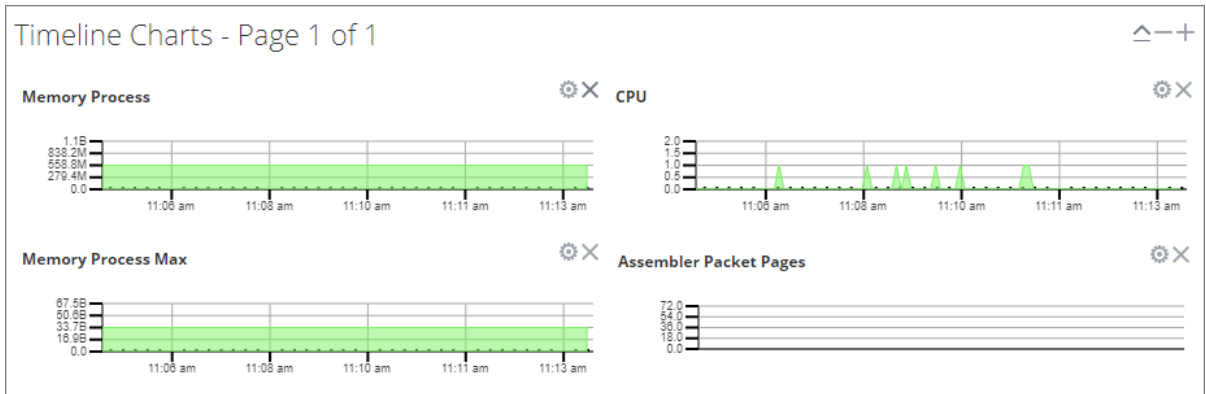 Timeline Charts - Page 1 of 1
Memory Process
1.1B
838.2M
558.8M
279.4M
0.0
11:06 am 11:08 am 11:10 am 11:11 am 11:13 am
CPU
2.0
1.5
1.0
0.5
0.0
11:06 am 11:08 am 11:10 am 11:11 am 11:13 am
Memory Process Max
67.5B
50.6B
33.7B
16.9B
0.0
11:06 am 11:08 am 11:10 am 11:11 am 11:13 am
Assembler Packet Pages
72.0
54.0
36.0
18.0
0.0